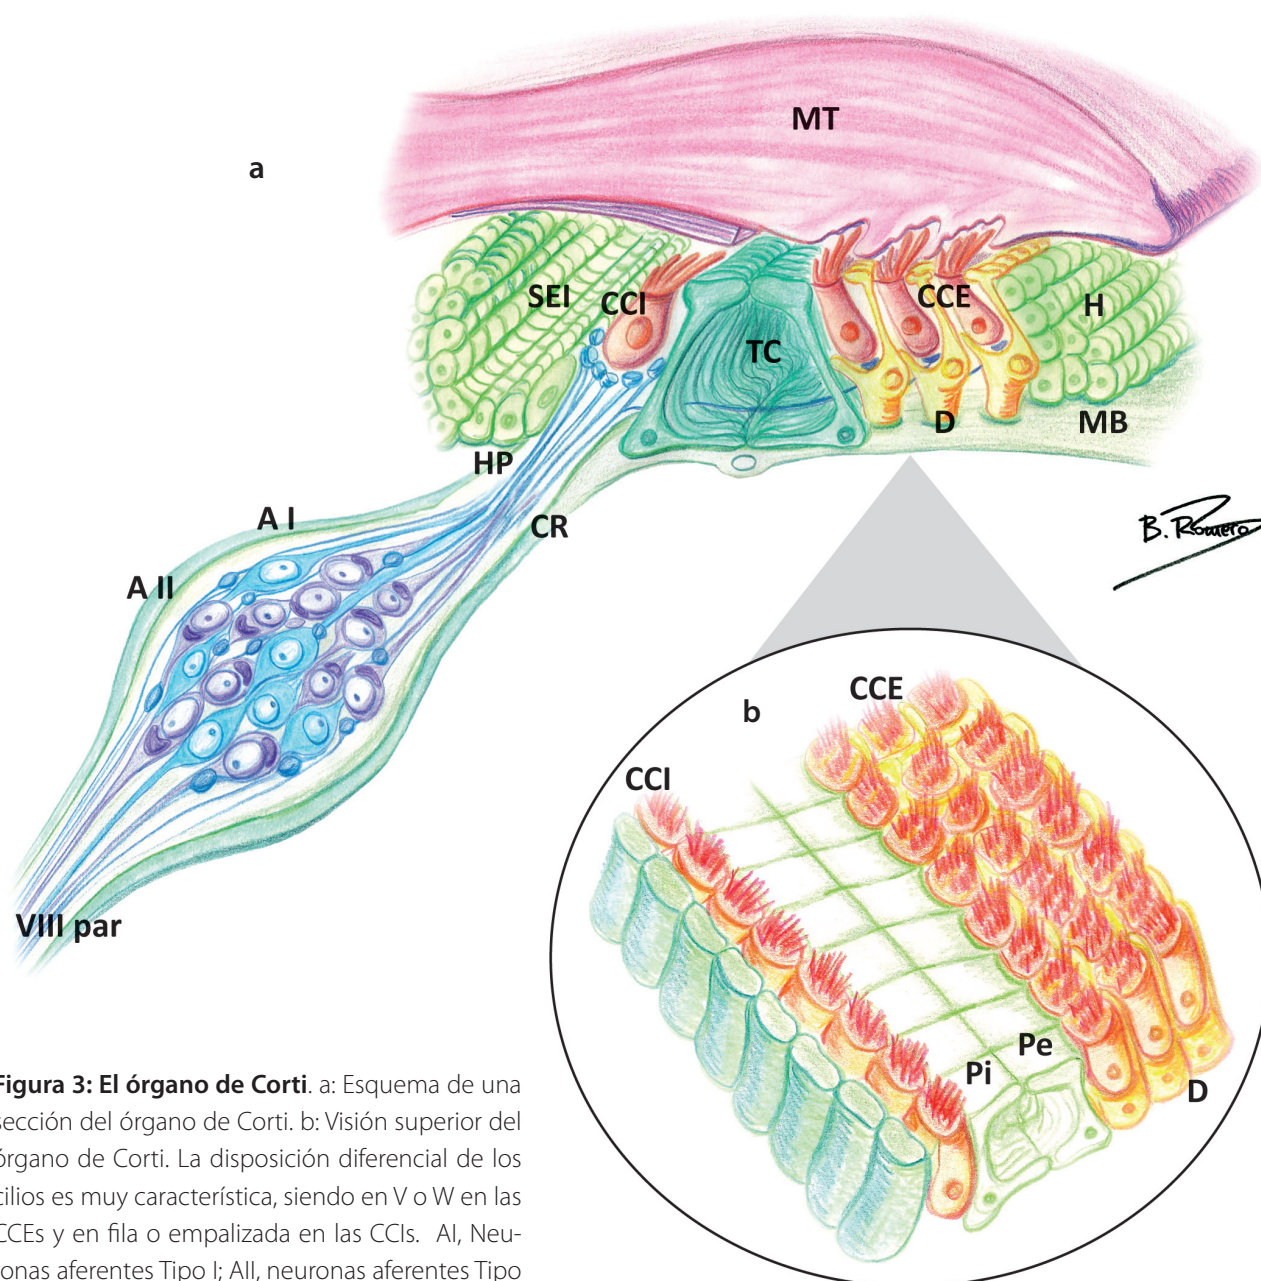 MT
a
SEI
CCI
CCE
H
TC
D
MB
HP
CR
A I
A II
B. Romero
VIII par
CCE
b
CCI
Pe
Pi
D
Figura 3: El órgano de Corti. a: Esquema de una
sección del órgano de Corti. b: Visión superior del
órgano de Corti. La disposición diferencial de los
cilios es muy característica, siendo en V o W en las
CCEs y en fila o empalizada en las CCIs. AI, Neu-
ronas aferentes Tipo I; AII, neuronas aferentes Tipo